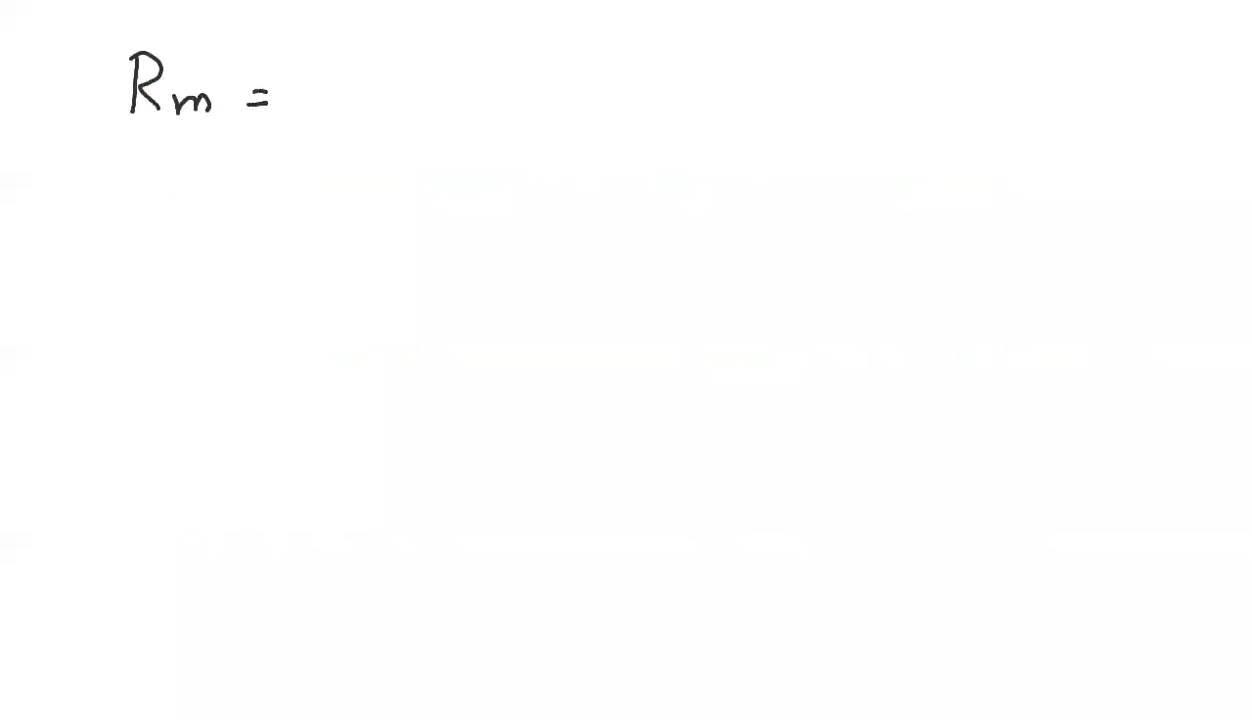 Rm =